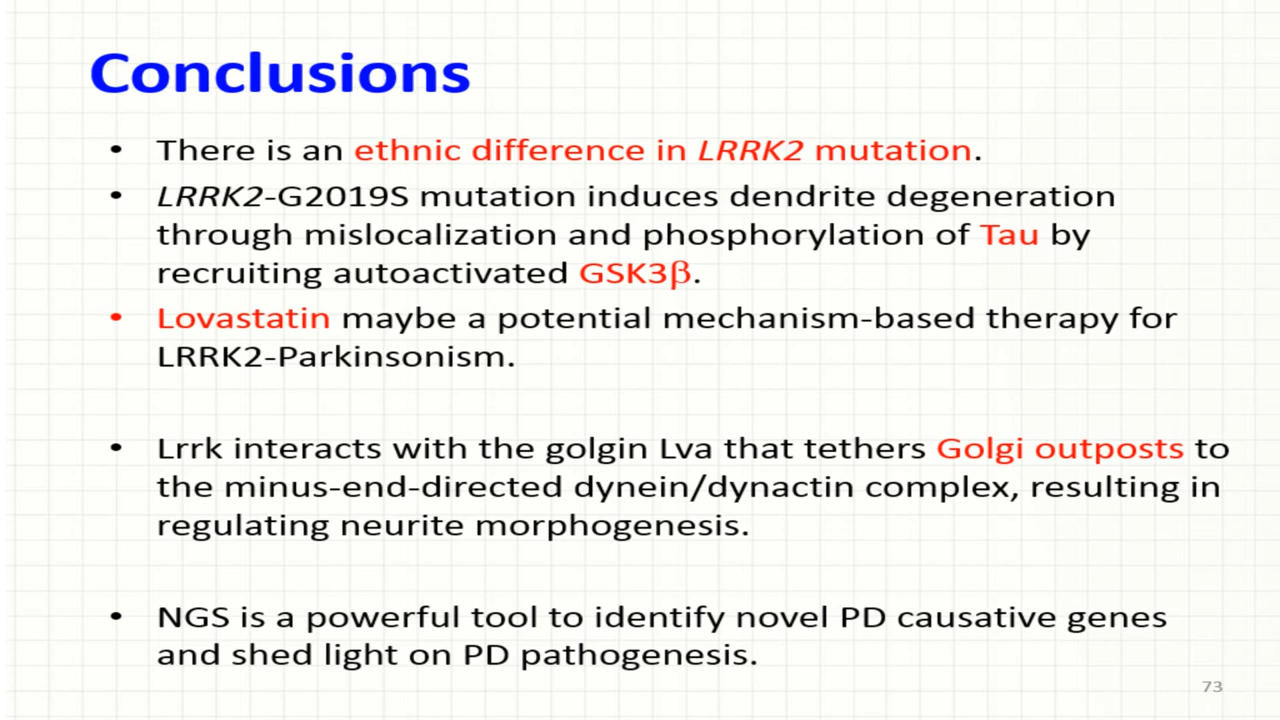 Conclusions
• There is an ethnic difference in LRRK2 mutation.
• LRRK2-G2019S mutation induces dendrite degeneration
through mislocalization and phosphorylation of Tau by
recruiting autoactivated GSK3β.
• Lovastatin maybe a potential mechanism-based therapy for
LRRK2-Parkinsonism.
• Lrrk interacts with the golgin Lva that tethers Golgi outposts to
the minus-end-directed dynein/dynactin complex, resulting in
regulating neurite morphogenesis.
• NGS is a powerful tool to identify novel PD causative genes
and shed light on PD pathogenesis.
73